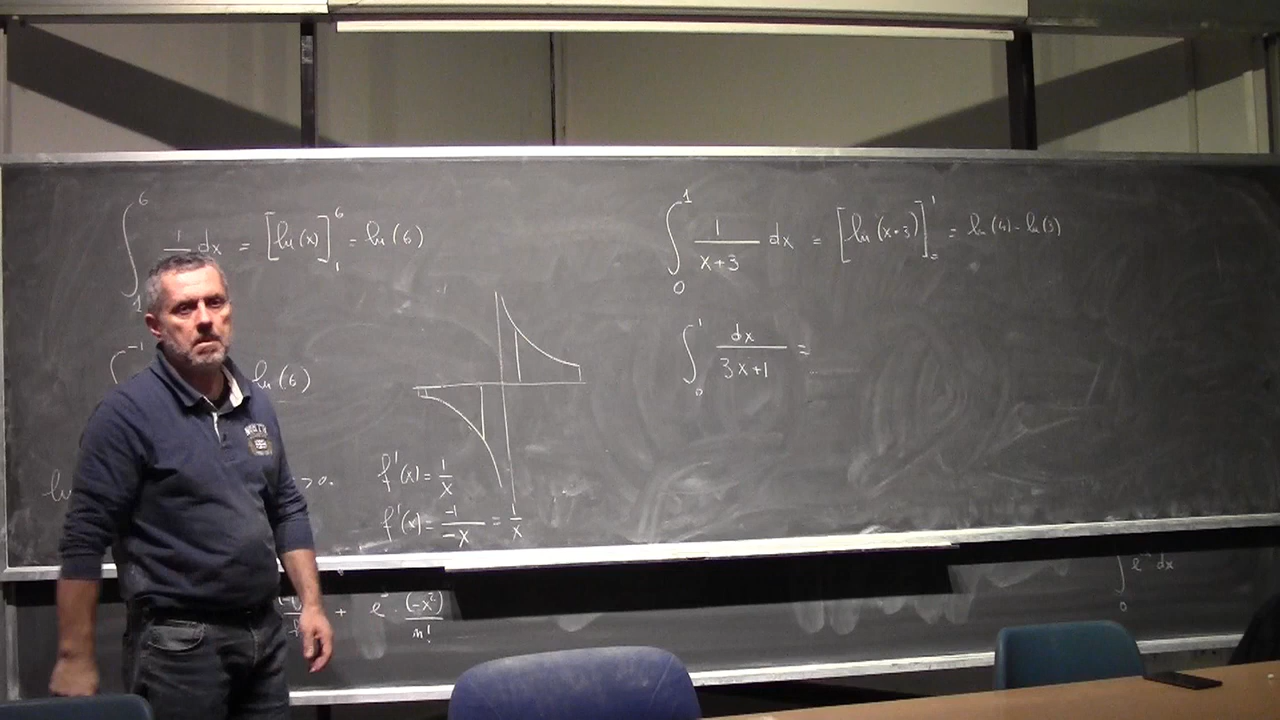 ∫₁⁶ 1/x dx = [ln(x)]₁⁶ = ln(6)
ln(6)
>0.
f'(x) = 1/x
f'(x) = -1/-x = 1/x
∫₀¹ 1/(x+3) dx = [ln(x+3)]₀¹ = ln(4) - ln(3)
∫₀¹ dx/(3x+1) =
(-x²)/n!